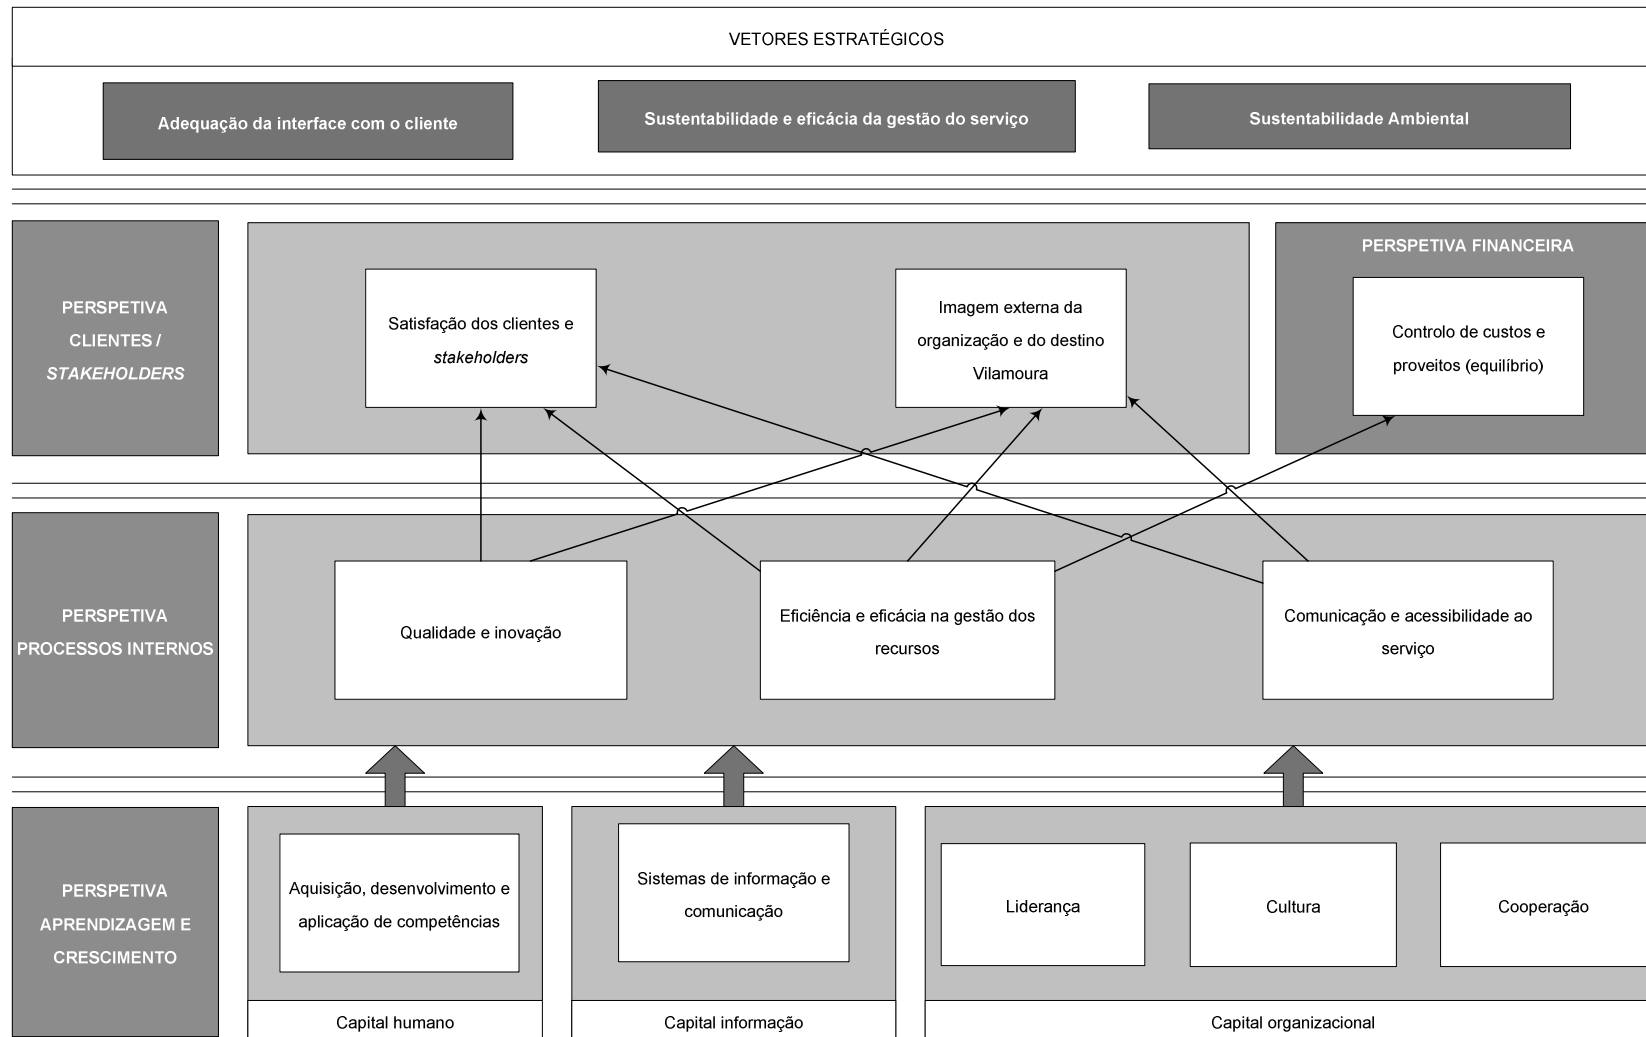 VETORES ESTRATÉGICOS
Adequação da interface com o cliente
Sustentabilidade e eficácia da gestão do serviço
Sustentabilidade Ambiental
PERSPETIVA
CLIENTES /
STAKEHOLDERS
Satisfação dos clientes e
stakeholders
Imagem externa da
organização e do destino
Vilamoura
PERSPETIVA FINANCEIRA
Controlo de custos e
proveitos (equilíbrio)
PERSPETIVA
PROCESSOS INTERNOS
Qualidade e inovação
Eficiência e eficácia na gestão dos
recursos
Comunicação e acessibilidade ao
serviço
PERSPETIVA
APRENDIZAGEM E
CRESCIMENTO
Aquisição, desenvolvimento e
aplicação de competências
Sistemas de informação e
comunicação
Liderança
Cultura
Cooperação
Capital humano
Capital informação
Capital organizacional